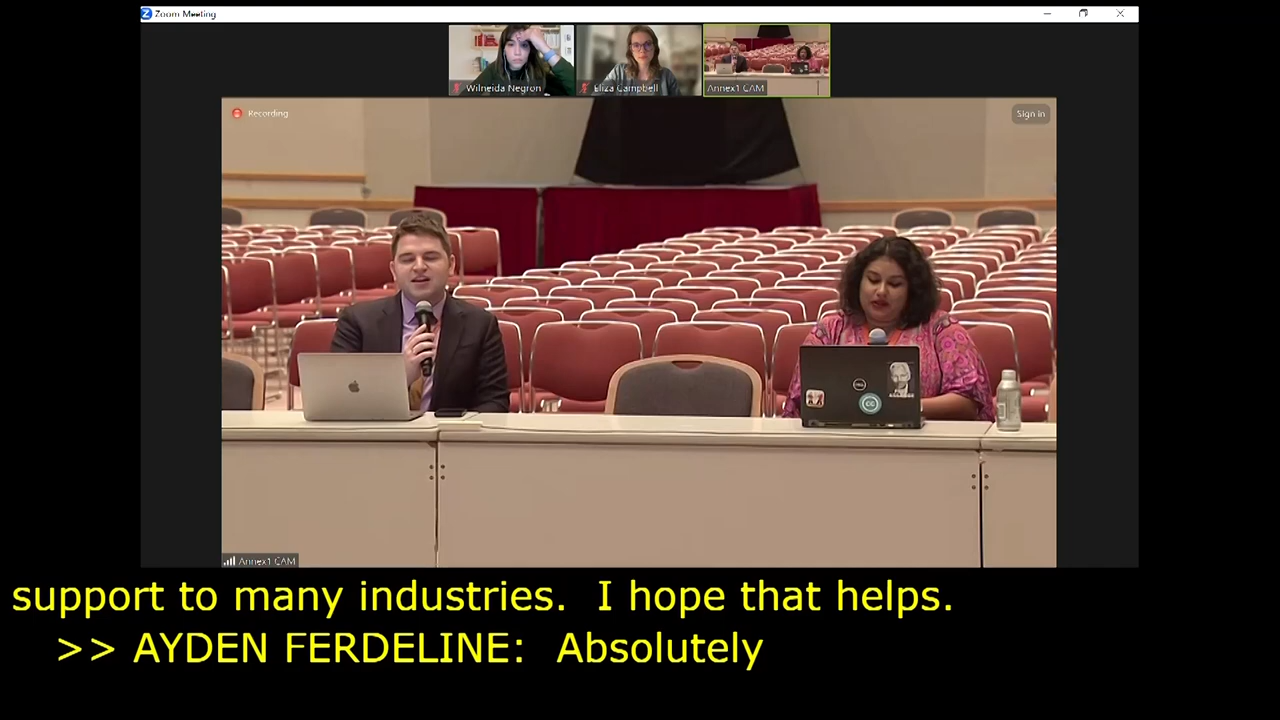 Zoom Meeting
Wilneida Negron
Eliza Campbell
Annex1 CAM
Recording
Sign in
Annex1 CAM
support to many industries.  I hope that helps.
>> AYDEN FERDELINE:  Absolutely